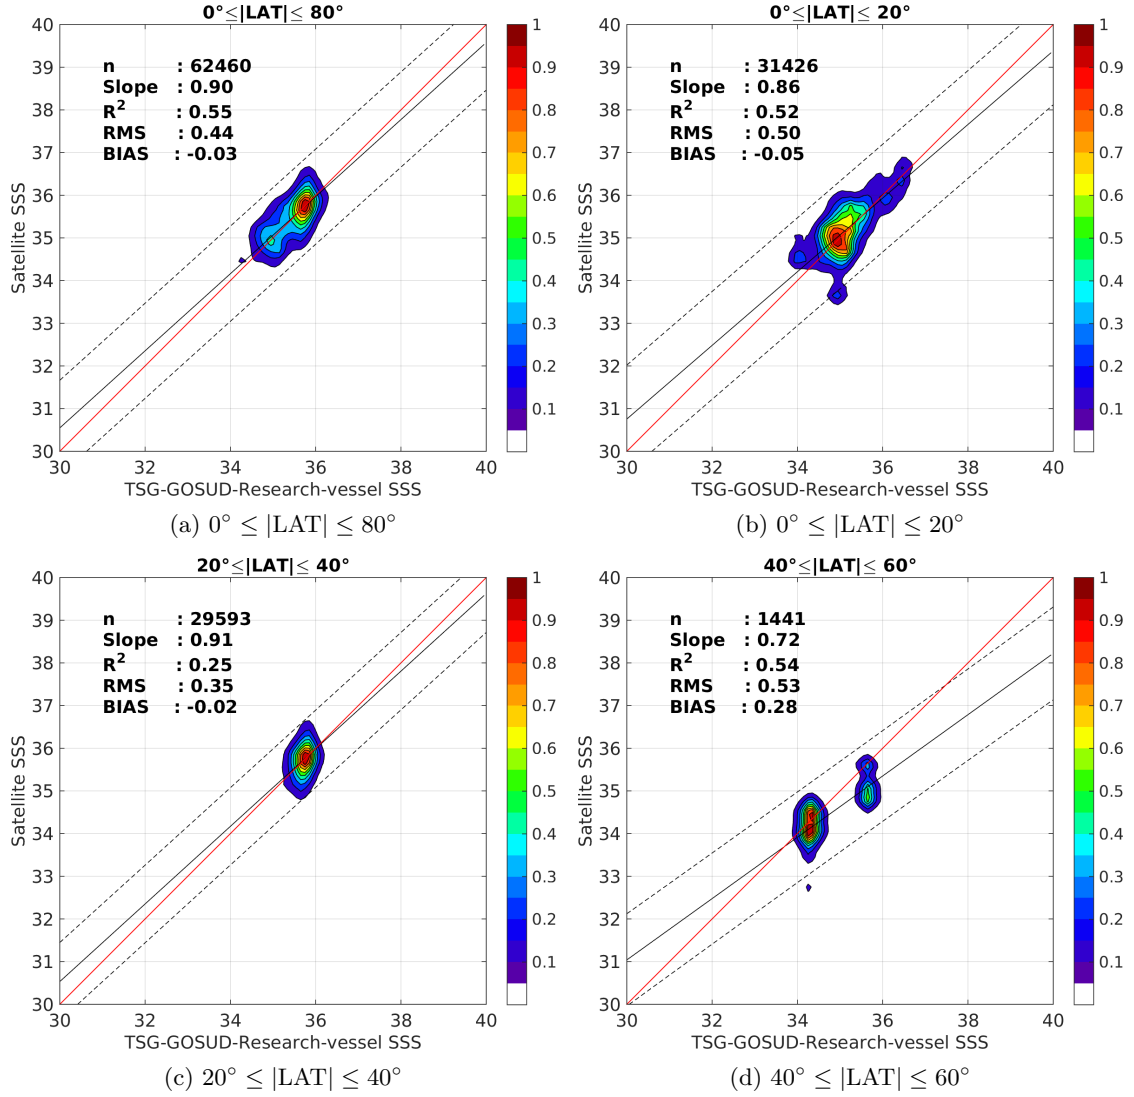 0°≤|LAT|≤ 80°
40
39
38
37
36
35
34
33
32
31
30
Satellite SSS
n : 62460
Slope : 0.90
R² : 0.55
RMS : 0.44
BIAS : -0.03
30 32 34 36 38 40
TSG-GOSUD-Research-vessel SSS
1
0.9
0.8
0.7
0.6
0.5
0.4
0.3
0.2
0.1
(a) 0° ≤ |LAT| ≤ 80°
0°≤|LAT|≤ 20°
40
39
38
37
36
35
34
33
32
31
30
Satellite SSS
n : 31426
Slope : 0.86
R² : 0.52
RMS : 0.50
BIAS : -0.05
30 32 34 36 38 40
TSG-GOSUD-Research-vessel SSS
1
0.9
0.8
0.7
0.6
0.5
0.4
0.3
0.2
0.1
(b) 0° ≤ |LAT| ≤ 20°
20°≤|LAT|≤ 40°
40
39
38
37
36
35
34
33
32
31
30
Satellite SSS
n : 29593
Slope : 0.91
R² : 0.25
RMS : 0.35
BIAS : -0.02
30 32 34 36 38 40
TSG-GOSUD-Research-vessel SSS
1
0.9
0.8
0.7
0.6
0.5
0.4
0.3
0.2
0.1
(c) 20° ≤ |LAT| ≤ 40°
40°≤|LAT|≤ 60°
40
39
38
37
36
35
34
33
32
31
30
Satellite SSS
n : 1441
Slope : 0.72
R² : 0.54
RMS : 0.53
BIAS : 0.28
30 32 34 36 38 40
TSG-GOSUD-Research-vessel SSS
1
0.9
0.8
0.7
0.6
0.5
0.4
0.3
0.2
0.1
(d) 40° ≤ |LAT| ≤ 60°